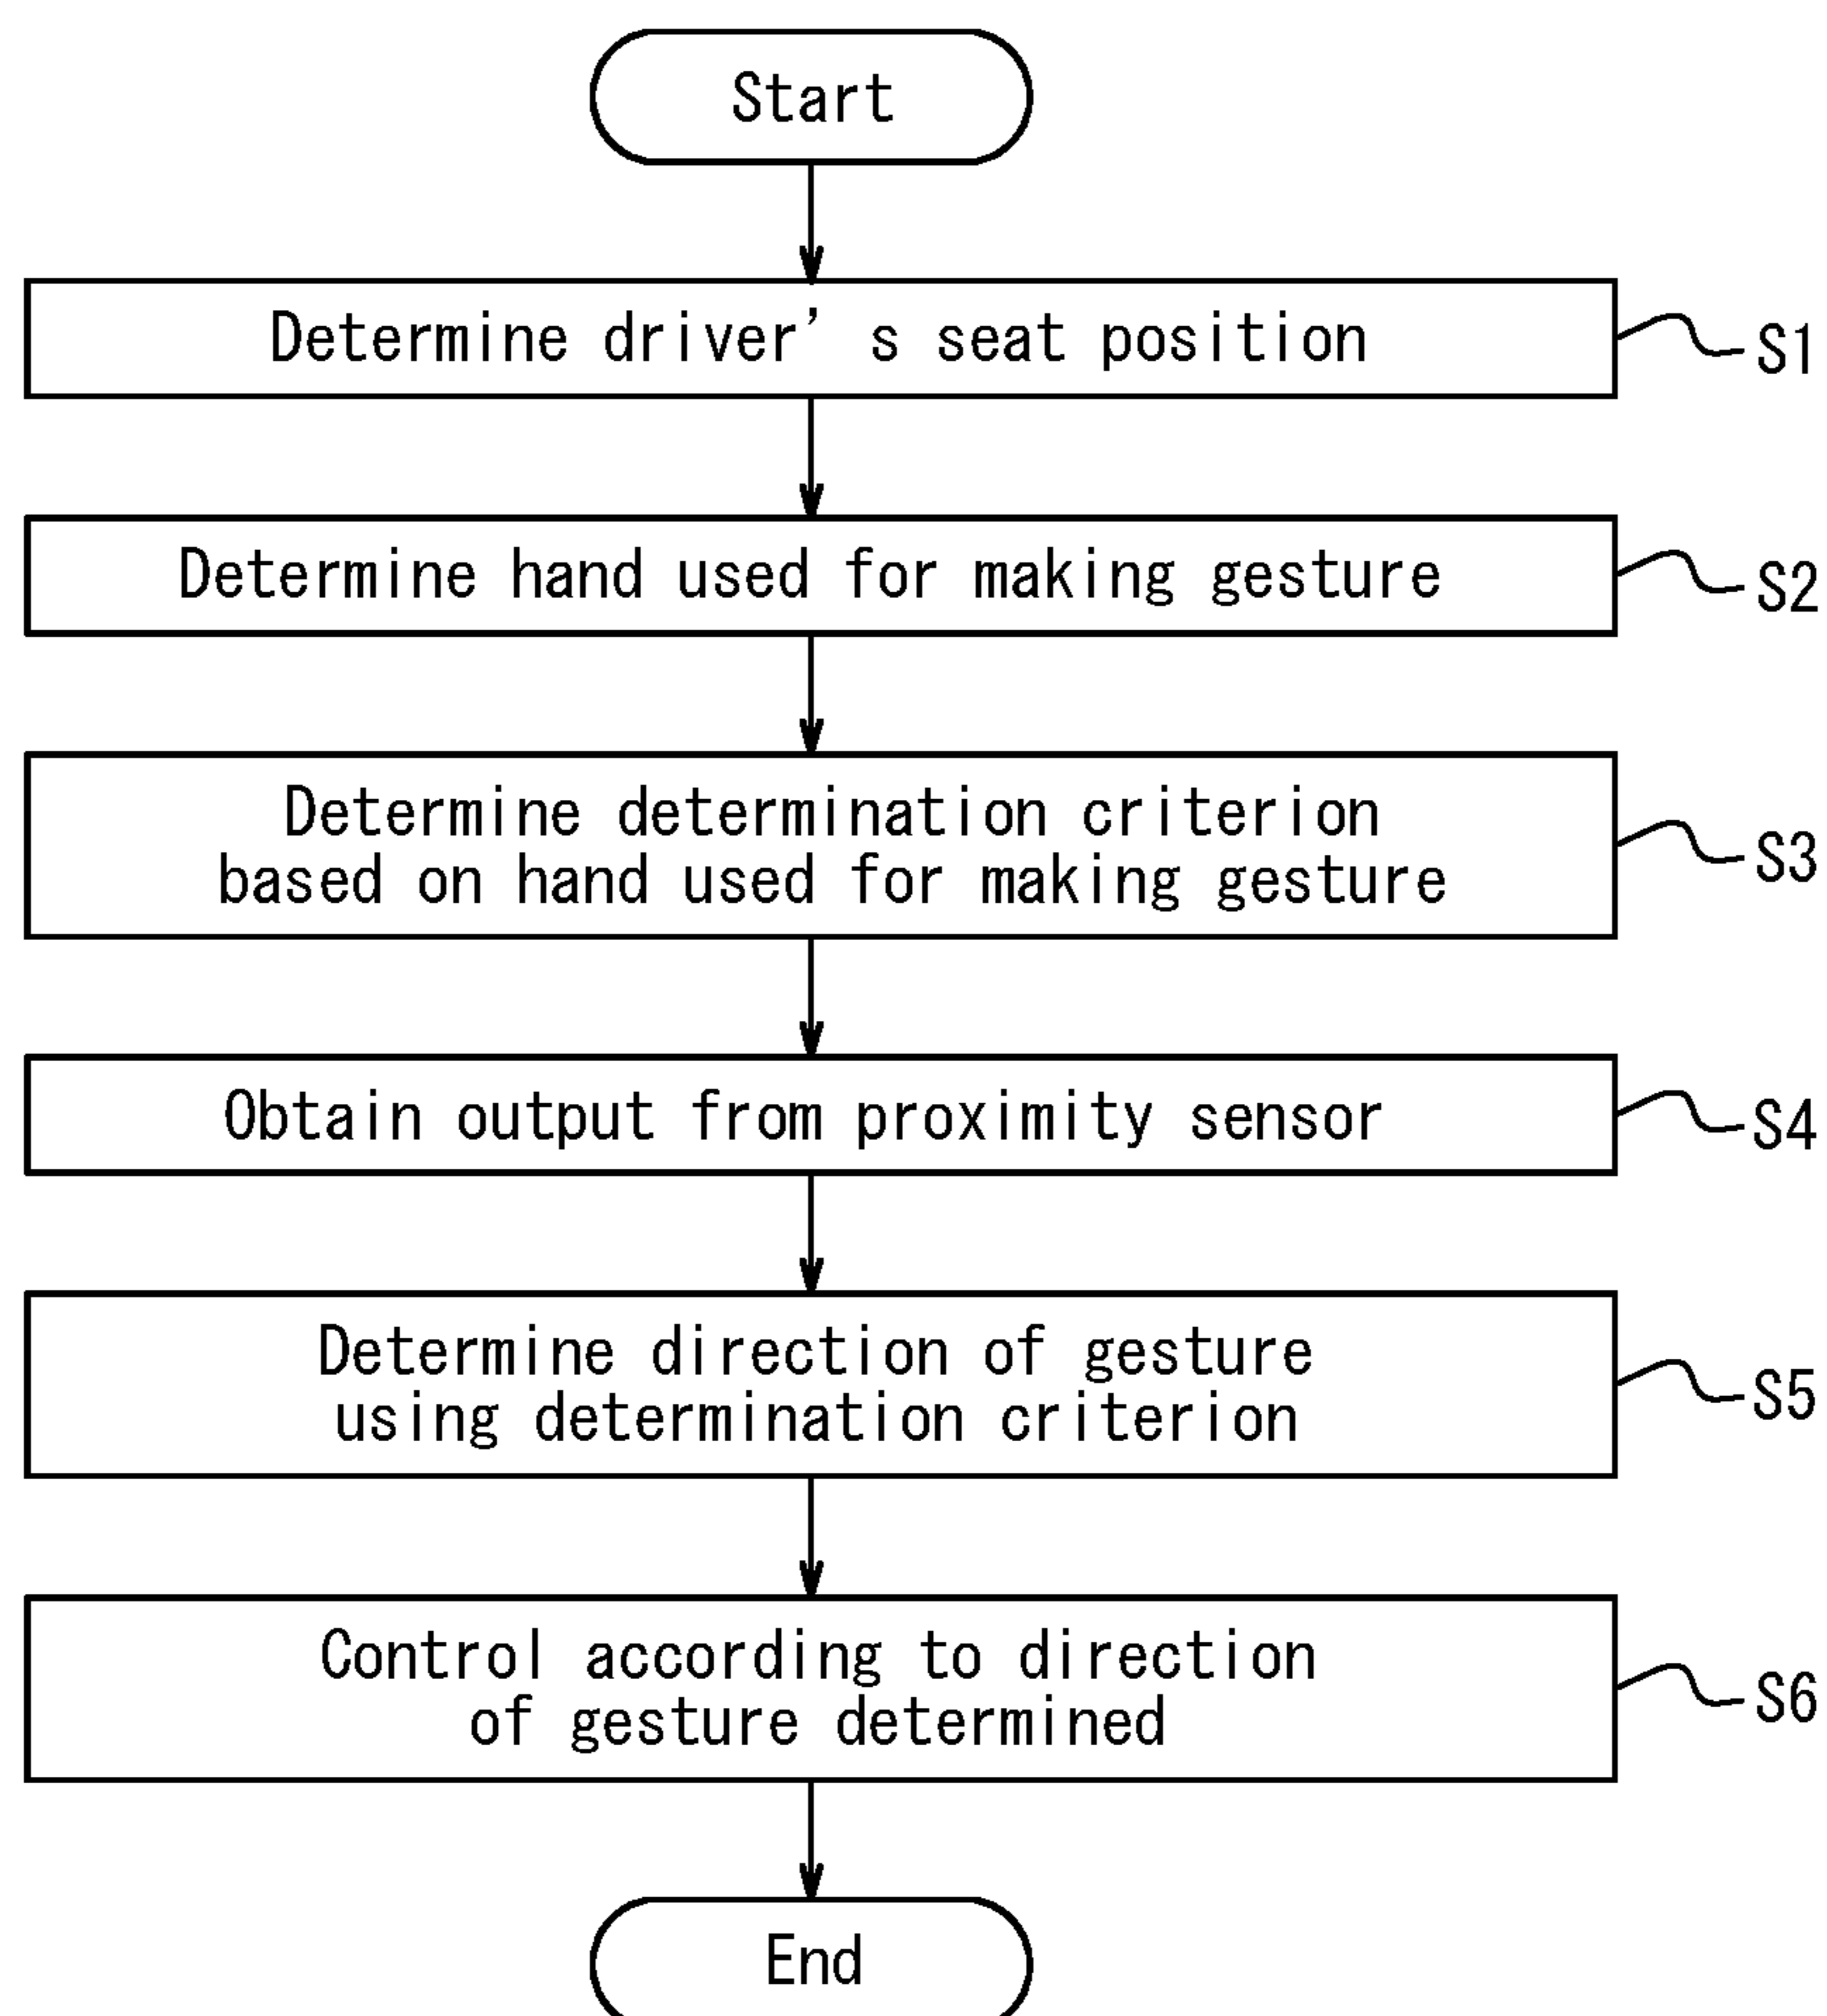 Start
Determine driver's seat position
S1
Determine hand used for making gesture
S2
Determine determination criterion
based on hand used for making gesture
S3
Obtain output from proximity sensor
S4
Determine direction of gesture
using determination criterion
S5
Control according to direction
of gesture determined
S6
End